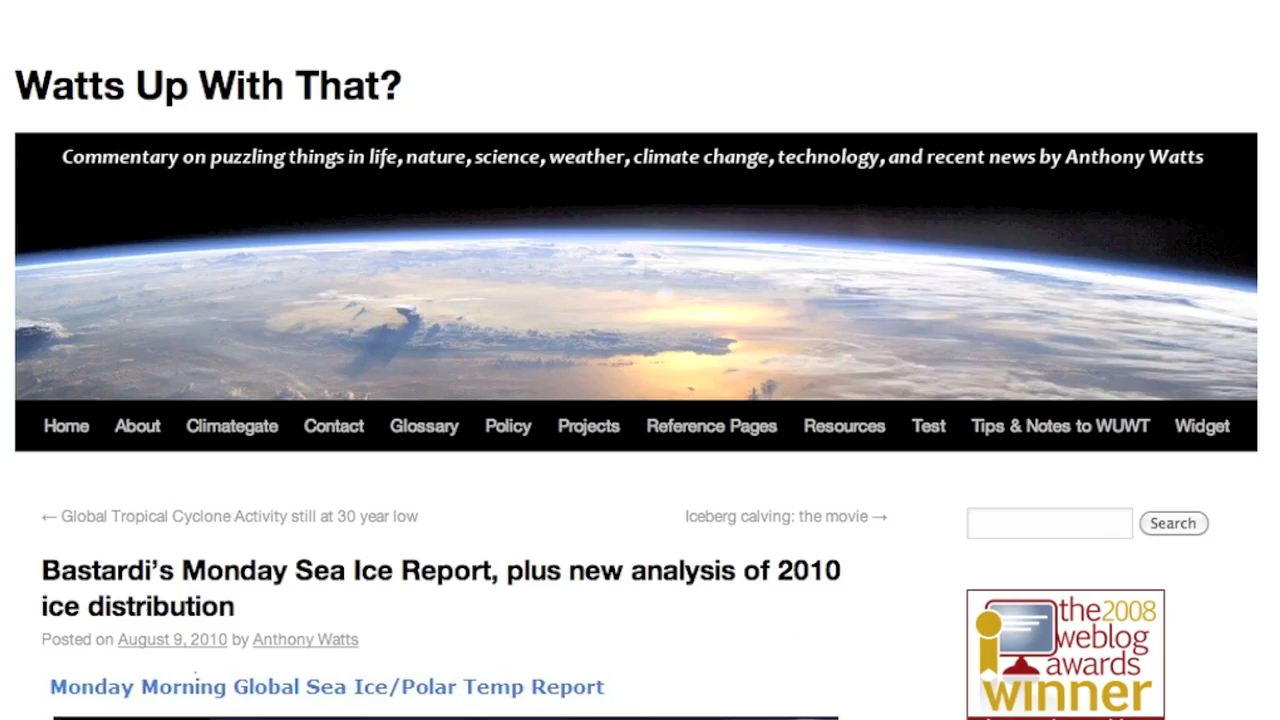 Watts Up With That?
Commentary on puzzling things in life, nature, science, weather, climate change, technology, and recent news by Anthony Watts
Home About Climategate Contact Glossary Policy Projects Reference Pages Resources Test Tips & Notes to WUWT Widget
← Global Tropical Cyclone Activity still at 30 year low
Iceberg calving: the movie →
Search
Bastardi's Monday Sea Ice Report, plus new analysis of 2010
ice distribution
Posted on August 9, 2010 by Anthony Watts
Monday Morning Global Sea Ice/Polar Temp Report
the 2008
weblog
awards
winner